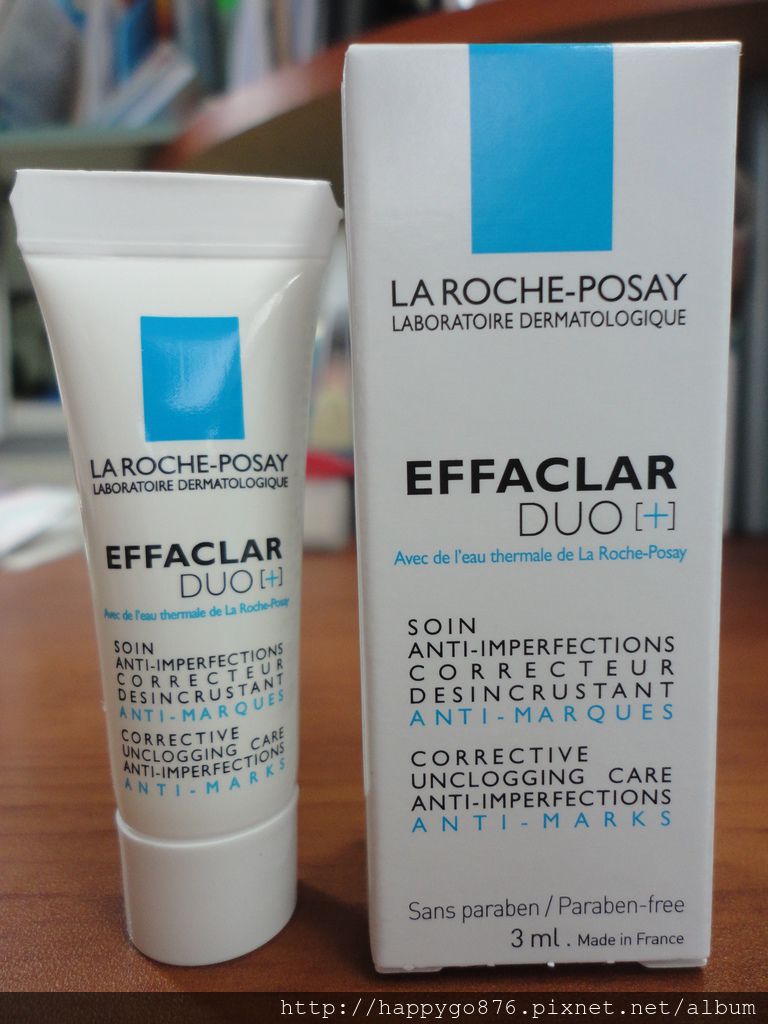 LA ROCHE-POSAY
LABORATOIRE DERMATOLOGIQUE
EFFACLAR
DUO [+]
Avec de l'eau thermale de La Roche-Posay
SOIN
ANTI-IMPERFECTIONS
CORRECTEUR
DESINCRUSTANT
ANTI-MARQUES
CORRECTIVE
UNCLOGGING CARE
ANTI-IMPERFECTIONS
ANTI-MARKS
LA ROCHE-POSAY
LABORATOIRE DERMATOLOGIQUE
EFFACLAR
DUO [+]
Avec de l'eau thermale de La Roche-Posay
SOIN
ANTI-IMPERFECTIONS
CORRECTEUR
DESINCRUSTANT
ANTI-MARQUES
CORRECTIVE
UNCLOGGING CARE
ANTI-IMPERFECTIONS
ANTI-MARKS
Sans paraben / Paraben-free
3 ml . Made in France
http://happygo876.pixnet.net/album